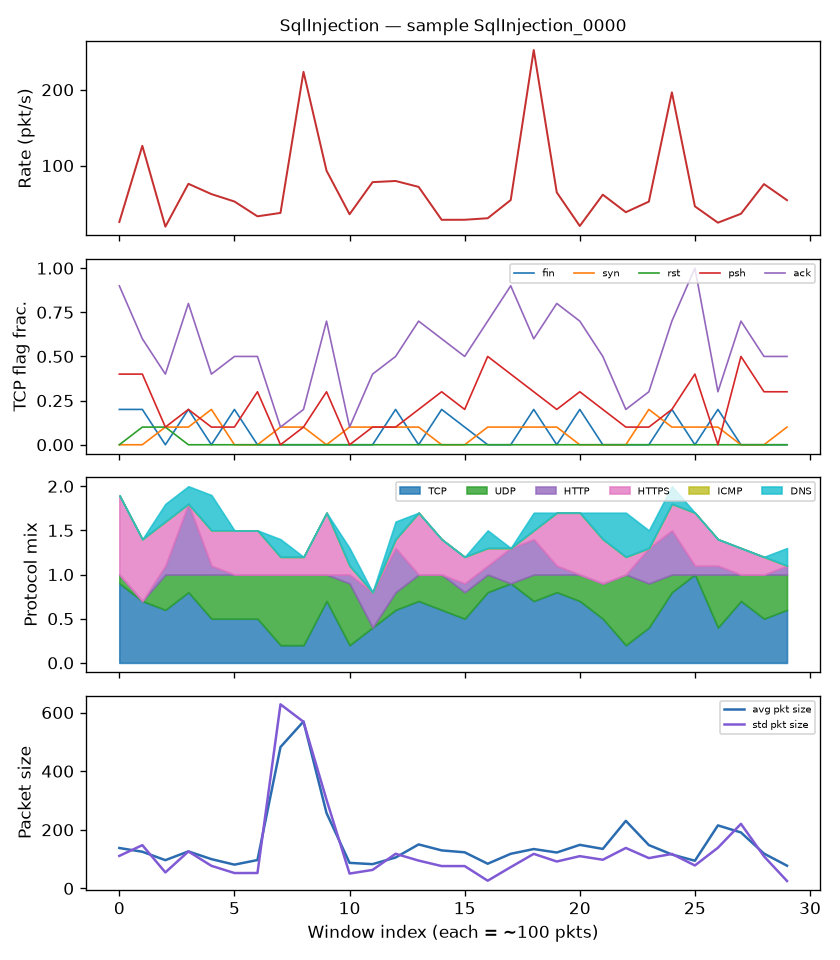 SqlInjection — sample SqlInjection_0000
Rate (pkt/s)
200
100
TCP flag frac.
1.00
0.75
0.50
0.25
0.00
fin syn rst psh ack
Protocol mix
2.0
1.5
1.0
0.5
0.0
TCP UDP HTTP HTTPS ICMP DNS
Packet size
600
400
200
0
avg pkt size
std pkt size
0 5 10 15 20 25 30
Window index (each = ~100 pkts)